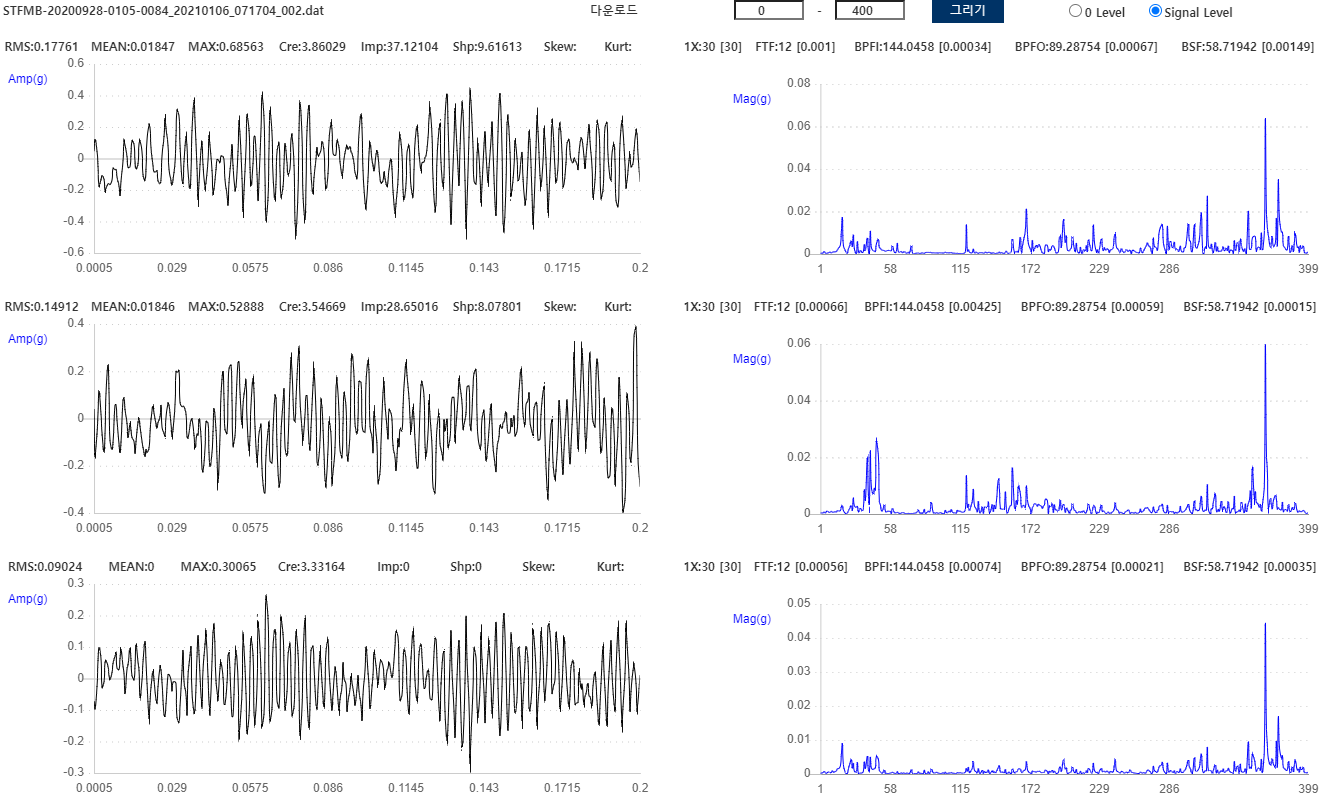 STFMB-20200928-0105-0084_20210106_071704_002.dat 다운로드 0 - 400 그리기 0 Level Signal Level
RMS:0.17761 MEAN:0.01847 MAX:0.68563 Cre:3.86029 Imp:37.12104 Shp:9.61613 Skew: Kurt: 1X:30 [30] FTF:12 [0.001] BPFI:144.0458 [0.00034] BPFO:89.28754 [0.00067] BSF:58.71942 [0.00149]
Amp(g)
0.6
0.4
0.2
0
-0.2
-0.4
-0.6
0.0005 0.029 0.0575 0.086 0.1145 0.143 0.1715 0.2
Mag(g)
0.08
0.06
0.04
0.02
0
1 58 115 172 229 286 399
RMS:0.14912 MEAN:0.01846 MAX:0.52888 Cre:3.54669 Imp:28.65016 Shp:8.07801 Skew: Kurt: 1X:30 [30] FTF:12 [0.00066] BPFI:144.0458 [0.00425] BPFO:89.28754 [0.00059] BSF:58.71942 [0.00015]
Amp(g)
0.4
0.2
0
-0.2
-0.4
0.0005 0.029 0.0575 0.086 0.1145 0.143 0.1715 0.2
Mag(g)
0.06
0.04
0.02
0
1 58 115 172 229 286 399
RMS:0.09024 MEAN:0 MAX:0.30065 Cre:3.33164 Imp:0 Shp:0 Skew: Kurt: 1X:30 [30] FTF:12 [0.00056] BPFI:144.0458 [0.00074] BPFO:89.28754 [0.00021] BSF:58.71942 [0.00035]
Amp(g)
0.3
0.2
0.1
0
-0.1
-0.2
-0.3
0.0005 0.029 0.0575 0.086 0.1145 0.143 0.1715 0.2
Mag(g)
0.05
0.04
0.03
0.02
0.01
0
1 58 115 172 229 286 399